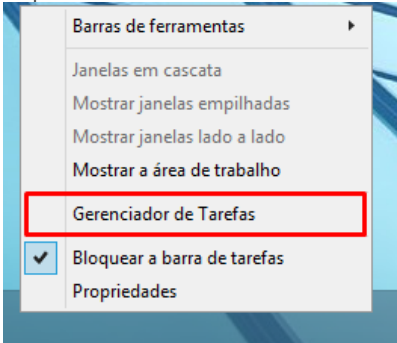 Barras de ferramentas
Janelas em cascata
Mostrar janelas empilhadas
Mostrar janelas lado a lado
Mostrar a área de trabalho
Gerenciador de Tarefas
Bloquear a barra de tarefas
Propriedades